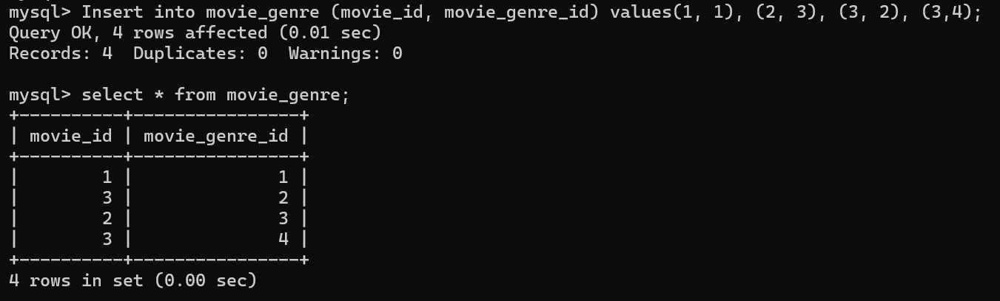 mysql> Insert into movie_genre (movie_id, movie_genre_id) values(1, 1), (2, 3), (3, 2), (3,4);
Query OK, 4 rows affected (0.01 sec)
Records: 4  Duplicates: 0  Warnings: 0

mysql> select * from movie_genre;
+----------+----------------+
| movie_id | movie_genre_id |
+----------+----------------+
|        1 |              1 |
|        3 |              2 |
|        2 |              3 |
|        3 |              4 |
+----------+----------------+
4 rows in set (0.00 sec)